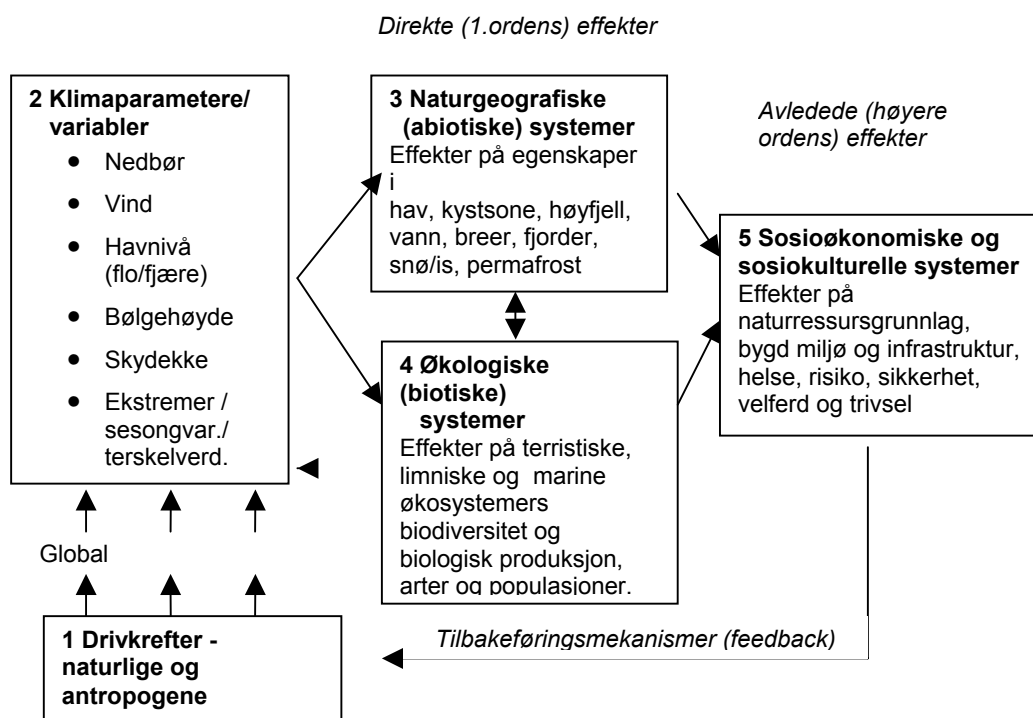 Direkte (1.ordens) effekter
2 Klimaparametere/
variabler
• Nedbør
• Vind
• Havnivå
(flo/fjære)
• Bølgehøyde
• Skydekke
• Ekstremer /
sesongvar./
terskelverd.
3 Naturgeografiske
(abiotiske) systemer
Effekter på egenskaper
i
hav, kystsone, høyfjell,
vann, breer, fjorder,
snø/is, permafrost
Avledede (høyere
ordens) effekter
4 Økologiske
(biotiske)
systemer
Effekter på terristiske,
limniske og marine
økosystemers
biodiversitet og
biologisk produksjon,
arter og populasjoner.
5 Sosioøkonomiske og
sosiokulturelle systemer
Effekter på
naturressursgrunnlag,
bygd miljø og infrastruktur,
helse, risiko, sikkerhet,
velferd og trivsel
Global
1 Drivkrefter -
naturlige og
antropogene
Tilbakeføringsmekanismer (feedback)